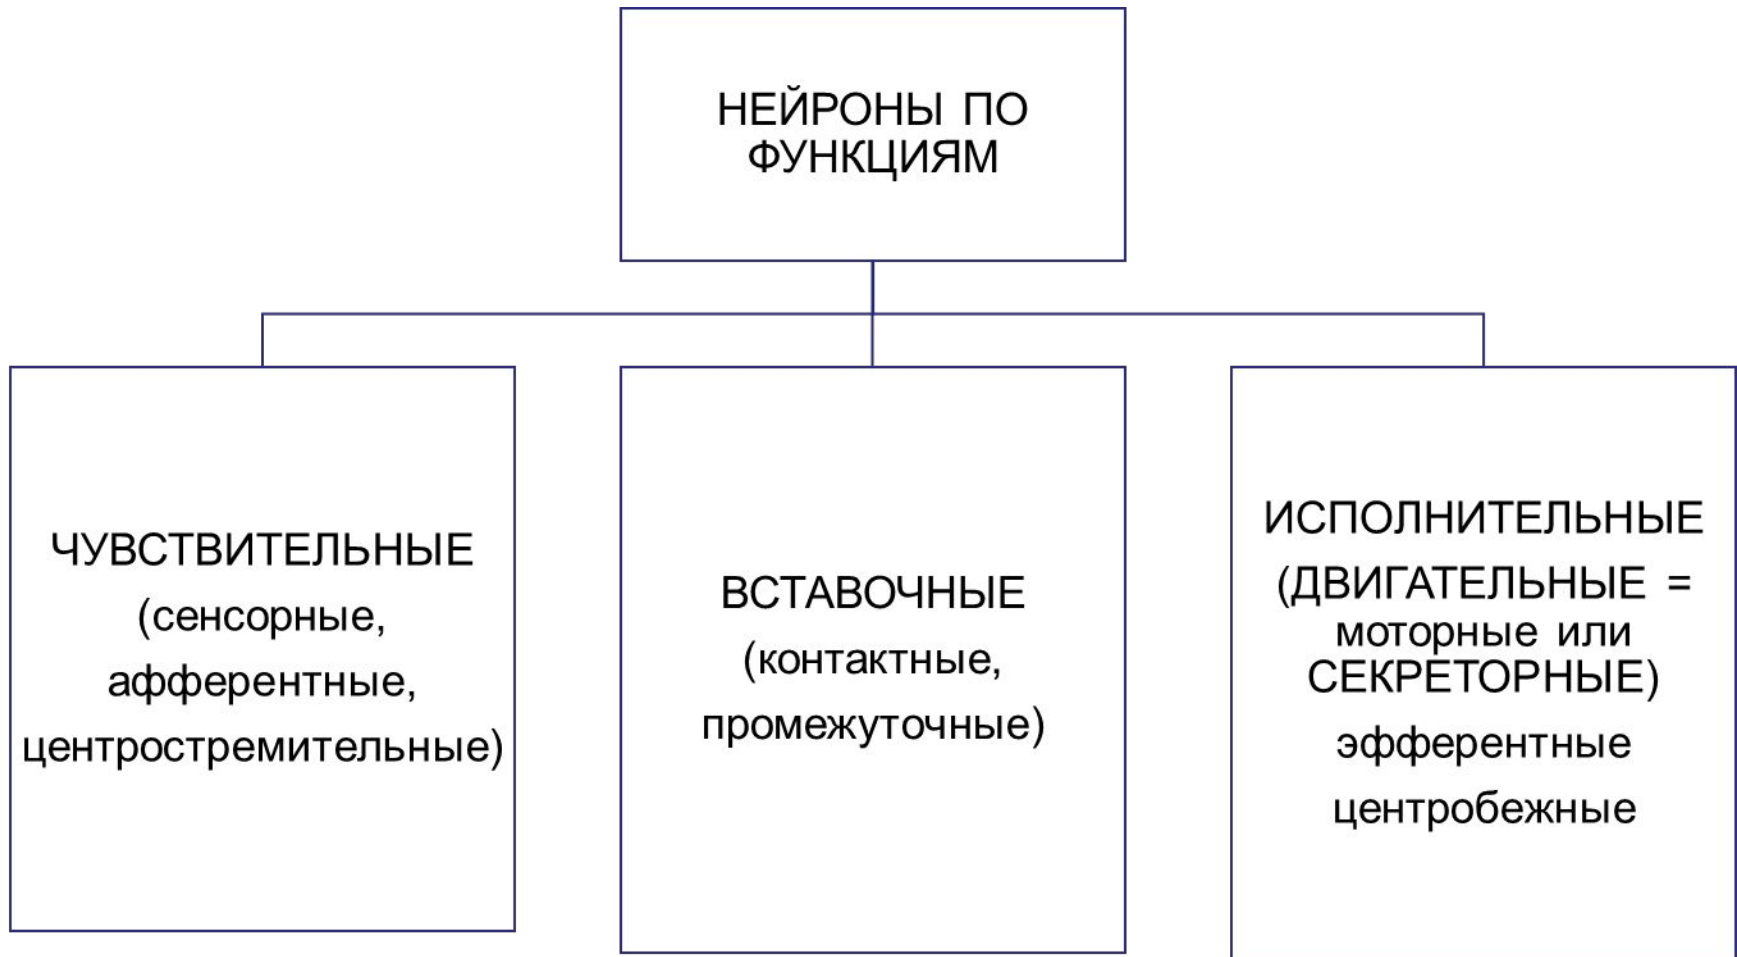 НЕЙРОНЫ ПО
ФУНКЦИЯМ
ЧУВСТВИТЕЛЬНЫЕ
(сенсорные,
афферентные,
центростремительные)
ВСТАВОЧНЫЕ
(контактные,
промежуточные)
ИСПОЛНИТЕЛЬНЫЕ
(ДВИГАТЕЛЬНЫЕ =
моторные или
СЕКРЕТОРНЫЕ)
эфферентные
центробежные